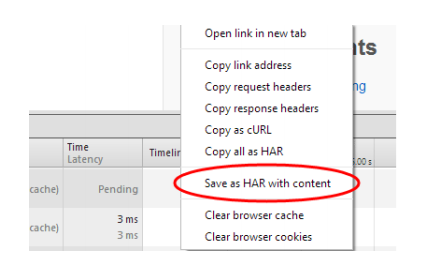 Open link in new tab
nts
Copy link address
ng
Copy request headers
Copy response headers
Copy as cURL
Time
Latency
Timelin
Copy all as HAR
5.00 s
cache)
Pending
Save as HAR with content
3 ms
cache)
3 ms
Clear browser cache
Clear browser cookies